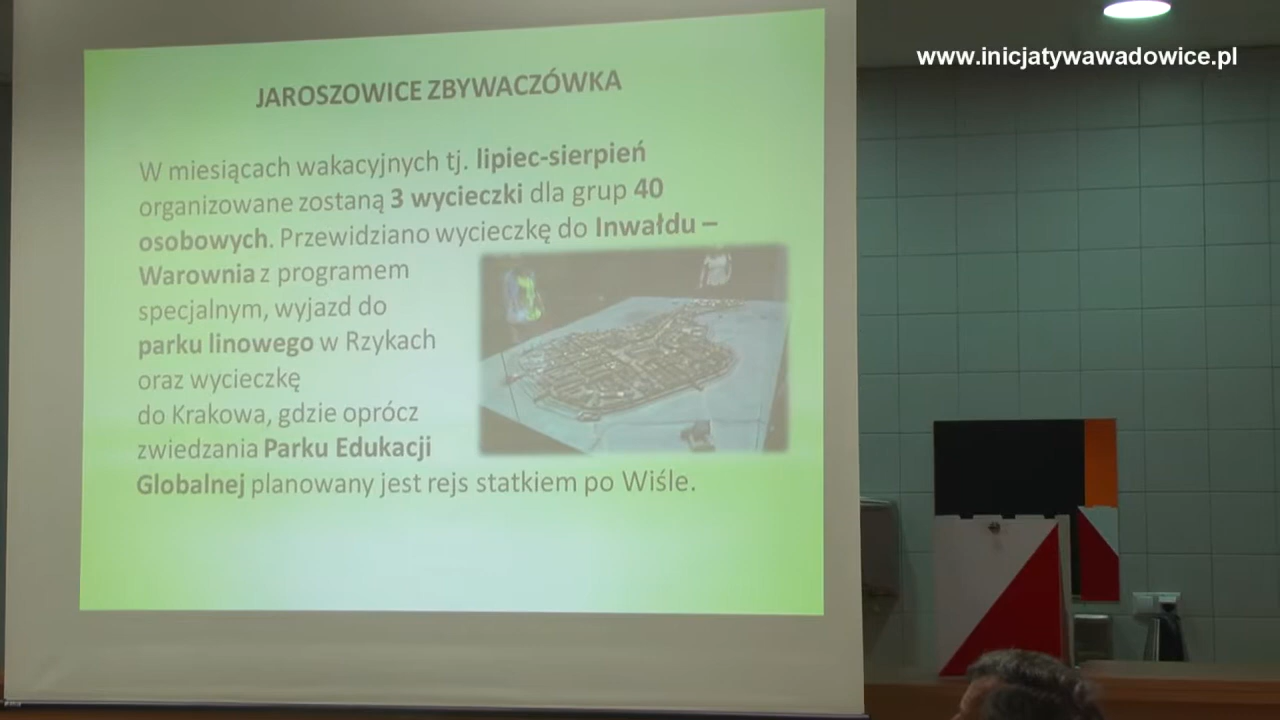 www.inicjatywawadowice.pl
JAROSZOWICE ZBYWACZÓWKA
W miesiącach wakacyjnych tj. lipiec-sierpień
organizowane zostaną 3 wycieczki dla grup 40
osobowych. Przewidziano wycieczkę do Inwałdu –
Warownia z programem
specjalnym, wyjazd do
parku linowego w Rzykach
oraz wycieczkę
do Krakowa, gdzie oprócz
zwiedzania Parku Edukacji
Globalnej planowany jest rejs statkiem po Wiśle.